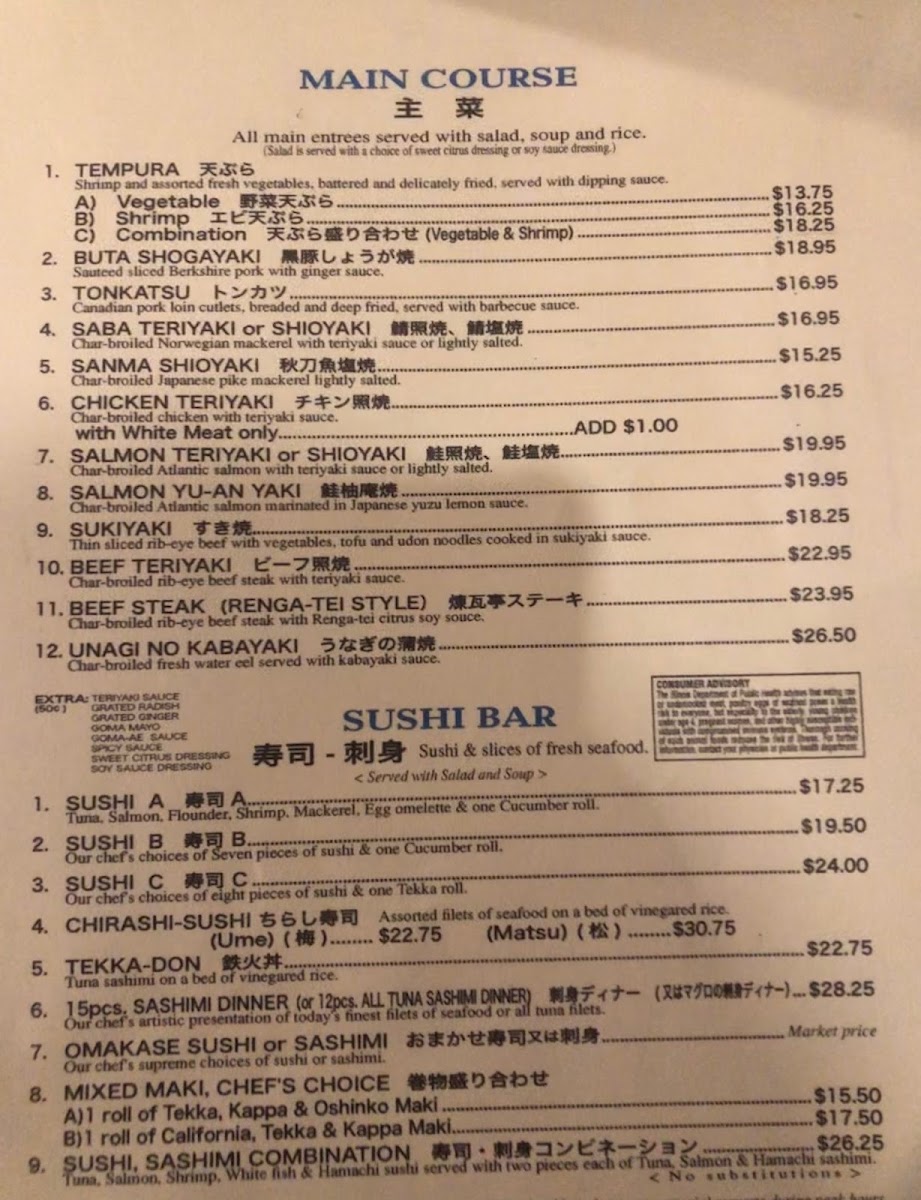 MAIN COURSE
主 菜
All main entrees served with salad, soup and rice.
(Salad is served with a choice of sweet citrus dressing or soy sauce dressing.)
1. TEMPURA 天ぷら
Shrimp and assorted fresh vegetables, battered and delicately fried, served with dipping sauce.
A) Vegetable 野菜天ぷら $13.75
B) Shrimp エビ天ぷら $16.25
C) Combination 天ぷら盛り合わせ (Vegetable & Shrimp) $18.25
2. BUTA SHOGAYAKI 黒豚しょうが焼 $18.95
Sauteed sliced Berkshire pork with ginger sauce.
3. TONKATSU トンカツ $16.95
Canadian pork loin cutlets, breaded and deep fried, served with barbecue sauce.
4. SABA TERIYAKI or SHIOYAKI 鯖照焼、鯖塩焼 $16.95
Char-broiled Norwegian mackerel with teriyaki sauce or lightly salted.
5. SANMA SHIOYAKI 秋刀魚塩焼 $15.25
Char-broiled Japanese pike mackerel lightly salted.
6. CHICKEN TERIYAKI チキン照焼 $16.25
Char-broiled chicken with teriyaki sauce.
with White Meat only ADD $1.00
7. SALMON TERIYAKI or SHIOYAKI 鮭照焼、鮭塩焼 $19.95
Char-broiled Atlantic salmon with teriyaki sauce or lightly salted.
8. SALMON YU-AN YAKI 鮭柚庵焼 $19.95
Char-broiled Atlantic salmon marinated in Japanese yuzu lemon sauce.
9. SUKIYAKI すき焼 $18.25
Thin sliced rib-eye beef with vegetables, tofu and udon noodles cooked in sukiyaki sauce.
10. BEEF TERIYAKI ビーフ照焼 $22.95
Char-broiled rib-eye beef steak with teriyaki sauce.
11. BEEF STEAK (RENGA-TEI STYLE) 煉瓦亭ステーキ $23.95
Char-broiled rib-eye beef steak with Renga-tei citrus soy souce.
12. UNAGI NO KABAYAKI うなぎの蒲焼 $26.50
Char-broiled fresh water eel served with kabayaki sauce.
EXTRA: TERIYAKI SAUCE
(50¢) GRATED RADISH
GRATED GINGER
GOMA MAYO
GOMA-AE SAUCE
SPICY SAUCE
SWEET CITRUS DRESSING
SOY SAUCE DRESSING
CONSUMER ADVISORY
The Illinois Department of Public Health advises that eating raw
SUSHI BAR
寿司 - 刺身 Sushi & slices of fresh seafood.
< Served with Salad and Soup >
1. SUSHI A 寿司 A $17.25
Tuna, Salmon, Flounder, Shrimp, Mackerel, Egg omelette & one Cucumber roll.
2. SUSHI B 寿司 B $19.50
Our chef's choices of Seven pieces of sushi & one Cucumber roll.
3. SUSHI C 寿司 C $24.00
Our chef's choices of eight pieces of sushi & one Tekka roll.
4. CHIRASHI-SUSHI ちらし寿司 Assorted filets of seafood on a bed of vinegared rice.
(Ume) (梅) $22.75 (Matsu) (松) $30.75
5. TEKKA-DON 鉄火丼 $22.75
Tuna sashimi on a bed of vinegared rice.
6. 15pcs. SASHIMI DINNER (or 12pcs. ALL TUNA SASHIMI DINNER) 刺身ディナー (又はマグロの刺身ディナー) $28.25
Our chef's artistic presentation of today's finest filets of seafood or all tuna filets.
7. OMAKASE SUSHI or SASHIMI おまかせ寿司又は刺身 Market price
Our chef's supreme choices of sushi or sashimi.
8. MIXED MAKI, CHEF'S CHOICE 巻物盛り合わせ
A)1 roll of Tekka, Kappa & Oshinko Maki $15.50
B)1 roll of California, Tekka & Kappa Maki $17.50
9. SUSHI, SASHIMI COMBINATION 寿司・刺身コンビネーション $26.25
Tuna, Salmon, Shrimp, White fish & Hamachi sushi served with two pieces each of Tuna, Salmon & Hamachi sashimi.
< No substitutions >